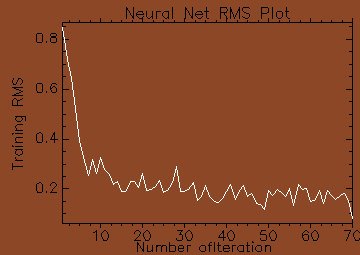 Neural Net RMS Plot
Training RMS
0.8
0.6
0.4
0.2
10 20 30 40 50 60 70
Number ofIteration